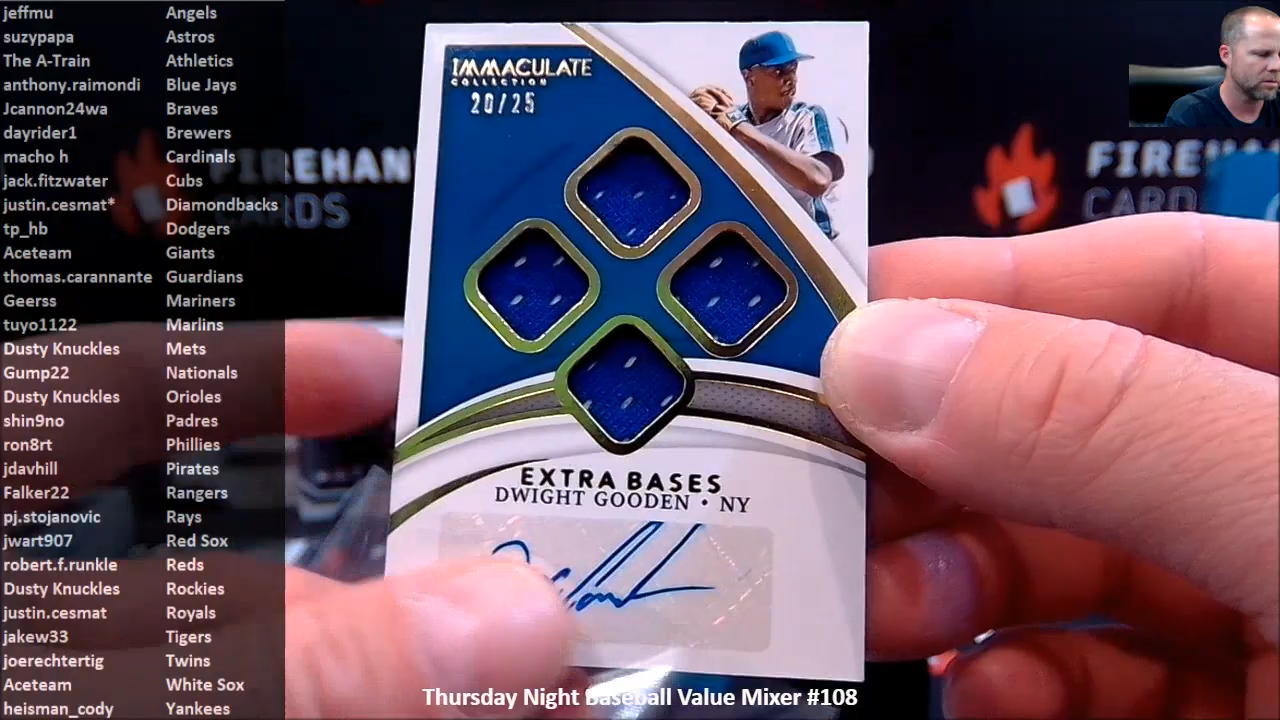 jeffmu Angels
suzypapa Astros
The A-Train Athletics
anthony.raimondi Blue Jays
Jcannon24wa Braves
dayrider1 Brewers
macho h Cardinals
jack.fitzwater Cubs
justin.cesmat* Diamondbacks
tp_hb Dodgers
Aceteam Giants
thomas.carannante Guardians
Geerss Mariners
tuyo1122 Marlins
Dusty Knuckles Mets
Gump22 Nationals
Dusty Knuckles Orioles
shin9no Padres
ron8rt Phillies
jdavhill Pirates
Falker22 Rangers
pj.stojanovic Rays
jwart907 Red Sox
robert.f.runkle Reds
Dusty Knuckles Rockies
justin.cesmat Royals
jakew33 Tigers
joerechtertig Twins
Aceteam White Sox
heisman_cody Yankees
FIREHAN
CARDS
IMMACULATE
COLLECTION
20/25
EXTRA BASES
DWIGHT GOODEN • NY
FIRE
CARD
Thursday Night Baseball Value Mixer #108